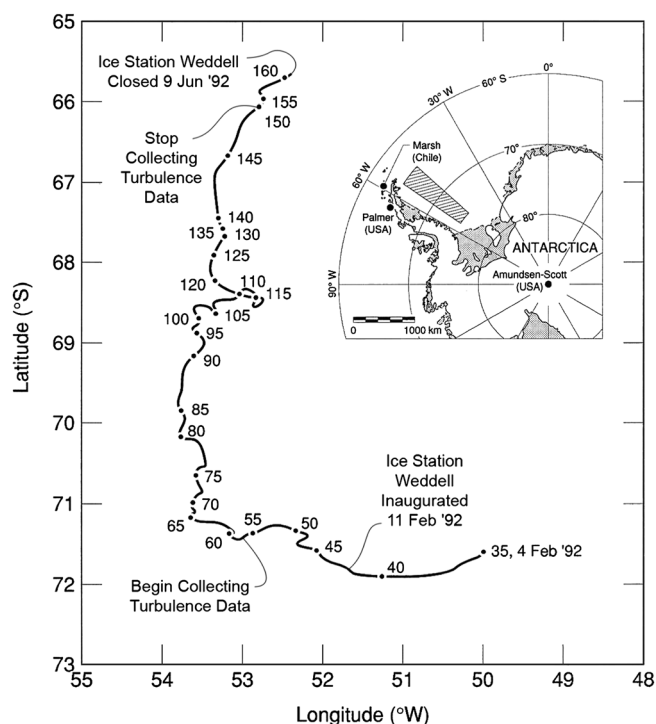 65
66
67
68
69
70
71
72
73
55
54
53
52
51
50
49
48
Latitude (°S)
Longitude (°W)
Ice Station Weddell
Closed 9 Jun '92
160
155
150
Stop
Collecting
Turbulence
Data
145
140
135
130
125
120
110
115
105
100
95
90
85
80
75
70
65
60
55
50
45
40
35, 4 Feb '92
Ice Station
Weddell
Inaugurated
11 Feb '92
Begin Collecting
Turbulence Data
0°
60° S
30° W
70°
60° W
80°
90° W
Marsh
(Chile)
Palmer
(USA)
ANTARCTICA
Amundsen-Scott
(USA)
0
1000 km